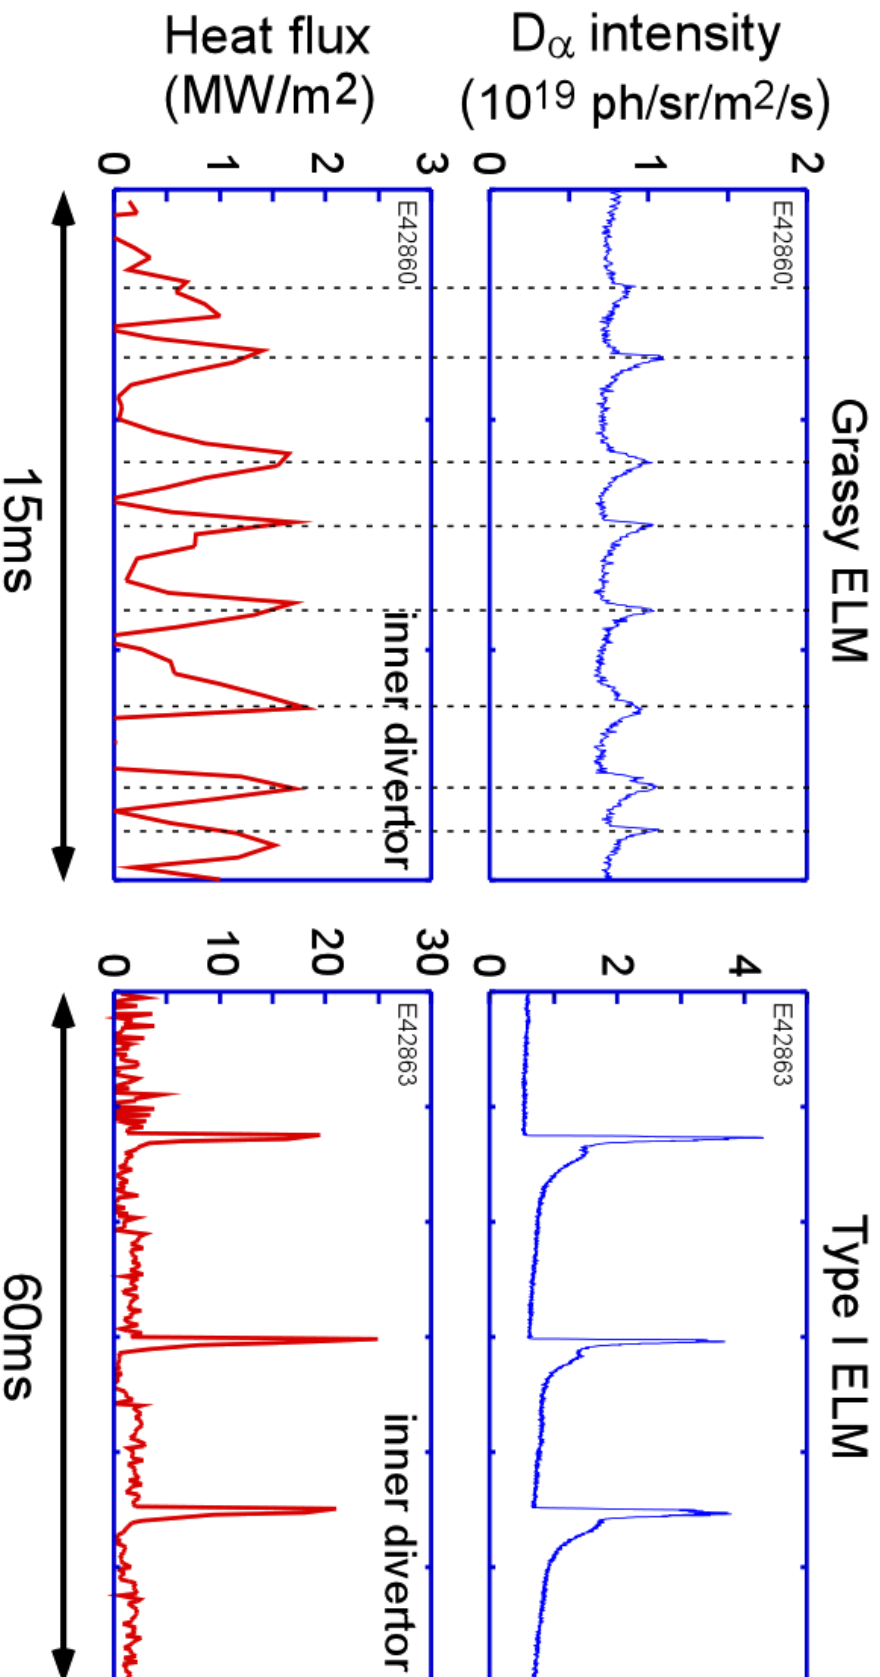 Grassy ELM
Type I ELM
Dα intensity
(10¹⁹ ph/sr/m²/s)
2
1
0
E42860
4
2
0
E42863
Heat flux
(MW/m²)
3
2
1
0
E42860
inner divertor
30
20
10
0
E42863
inner divertor
15ms
60ms